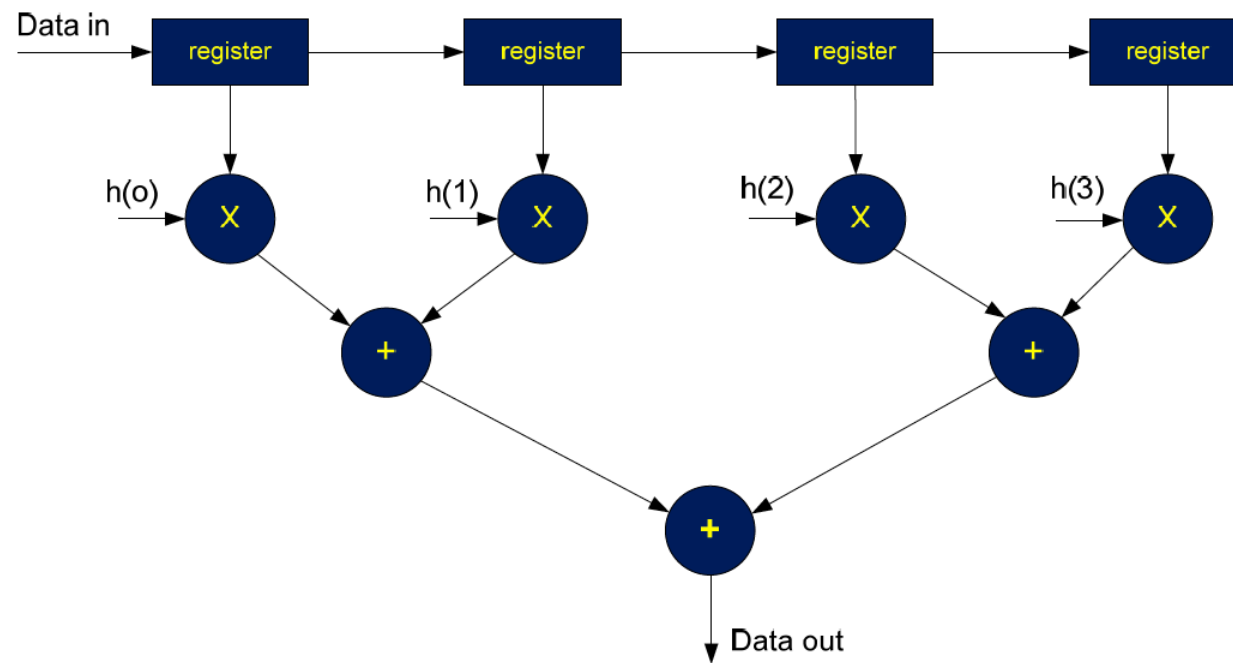 Data in
register
register
register
register
h(o)
h(1)
h(2)
h(3)
X
X
X
X
+
+
+
Data out